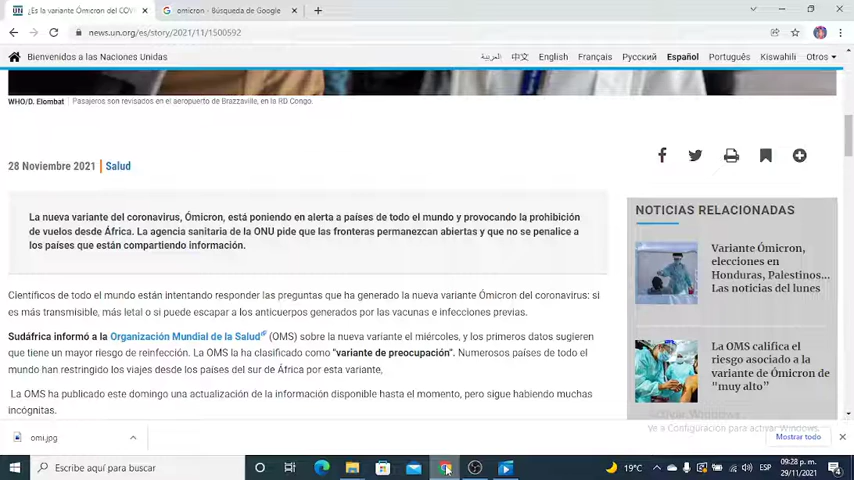 ¿Es la variante Ómicron del COV
omicron - Búsqueda de Google
news.un.org/es/story/2021/11/1500592
Bienvenidos a las Naciones Unidas
العربية 中文 English Français Русский Español Português Kiswahili Otros
WHO/D. Elombat Pasajeros son revisados en el aeropuerto de Brazzaville, en la RD Congo.
28 Noviembre 2021 Salud
La nueva variante del coronavirus, Ómicron, está poniendo en alerta a países de todo el mundo y provocando la prohibición
de vuelos desde África. La agencia sanitaria de la ONU pide que las fronteras permanezcan abiertas y que no se penalice a
los países que están compartiendo información.
Científicos de todo el mundo están intentando responder las preguntas que ha generado la nueva variante Ómicron del coronavirus: si
es más transmisible, más letal o si puede escapar a los anticuerpos generados por las vacunas e infecciones previas.
Sudáfrica informó a la Organización Mundial de la Salud (OMS) sobre la nueva variante el miércoles, y los primeros datos sugieren
que tiene un mayor riesgo de reinfección. La OMS la ha clasificado como "variante de preocupación". Numerosos países de todo el
mundo han restringido los viajes desde los países del sur de África por esta variante,
La OMS ha publicado este domingo una actualización de la información disponible hasta el momento, pero sigue habiendo muchas
incógnitas.
NOTICIAS RELACIONADAS
Variante Ómicron,
elecciones en
Honduras, Palestinos...
Las noticias del lunes
La OMS califica el
riesgo asociado a la
variante de Ómicron de
"muy alto"
Activar Windows
Ve a Configuración para activar Windows.
omi.jpg
Mostrar todo
Escribe aquí para buscar
19°C
ESP
09:28 p. m.
29/11/2021
4